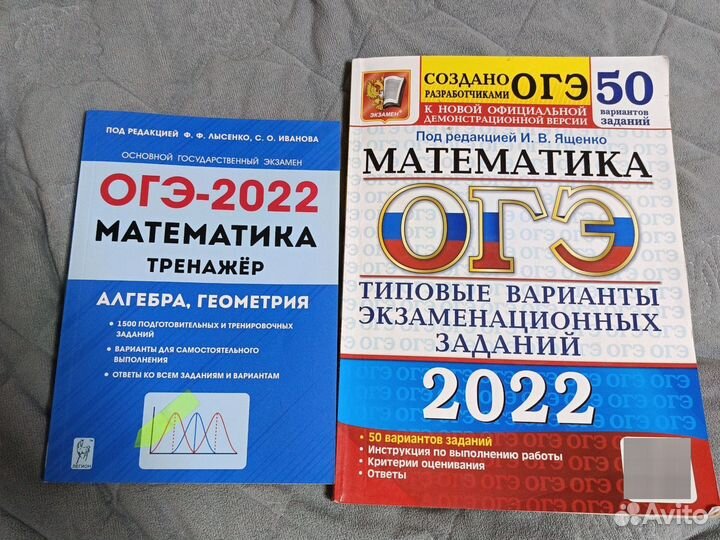 ПОД РЕДАКЦИЕЙ Ф. Ф. ЛЫСЕНКО, С. О. ИВАНОВА
ОСНОВНОЙ ГОСУДАРСТВЕННЫЙ ЭКЗАМЕН
ОГЭ-2022
МАТЕМАТИКА
ТРЕНАЖЁР
АЛГЕБРА, ГЕОМЕТРИЯ
• 1500 ПОДГОТОВИТЕЛЬНЫХ И ТРЕНИРОВОЧНЫХ
ЗАДАНИЙ
• ВАРИАНТЫ ДЛЯ САМОСТОЯТЕЛЬНОГО
ВЫПОЛНЕНИЯ
• ОТВЕТЫ КО ВСЕМ ЗАДАНИЯМ И ВАРИАНТАМ
ЛЕГИОН
ЭКЗАМЕН
СОЗДАНО
РАЗРАБОТЧИКАМИ ОГЭ
50
вариантов
заданий
К НОВОЙ ОФИЦИАЛЬНОЙ
ДЕМОНСТРАЦИОННОЙ ВЕРСИИ
Под редакцией И. В. Ященко
МАТЕМАТИКА
ОГЭ
ТИПОВЫЕ ВАРИАНТЫ
ЭКЗАМЕНАЦИОННЫХ
ЗАДАНИЙ
2022
• 50 вариантов заданий
• Инструкция по выполнению работы
• Критерии оценивания
• Ответы
Avito